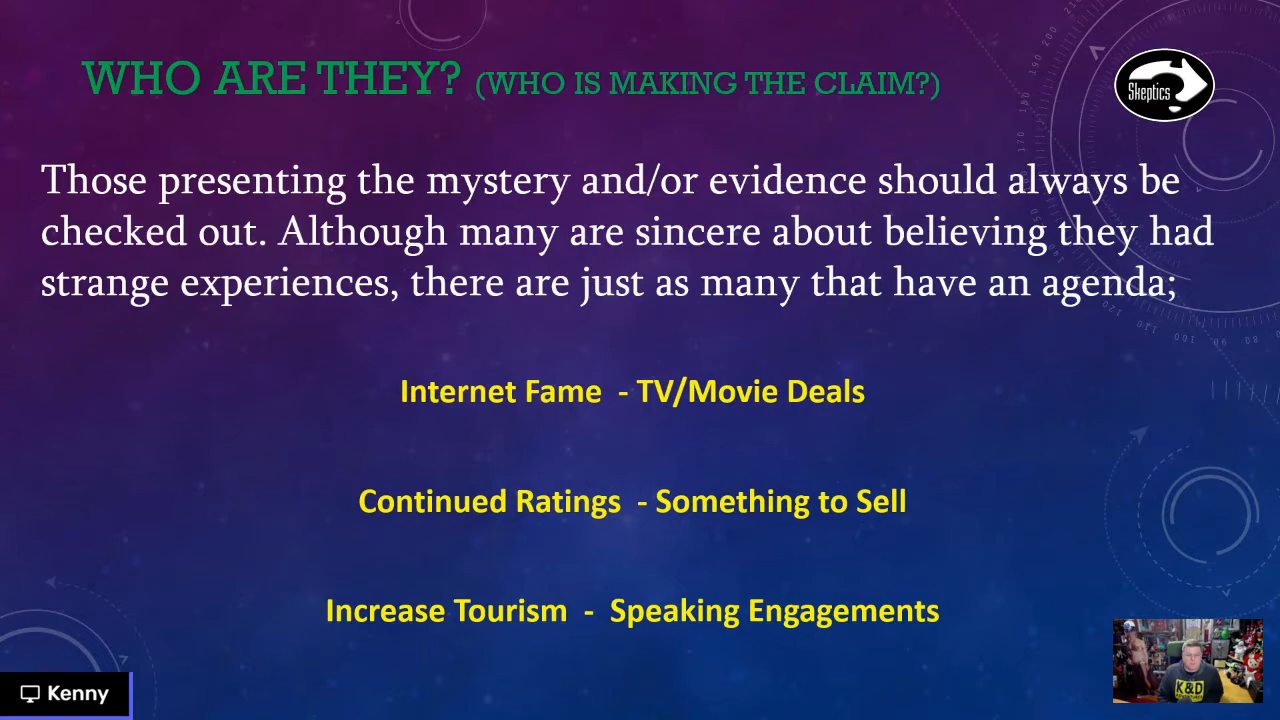 WHO ARE THEY? (WHO IS MAKING THE CLAIM?)
Skeptics
Those presenting the mystery and/or evidence should always be
checked out. Although many are sincere about believing they had
strange experiences, there are just as many that have an agenda;
Internet Fame - TV/Movie Deals
Continued Ratings - Something to Sell
Increase Tourism - Speaking Engagements
K&D
Kenny